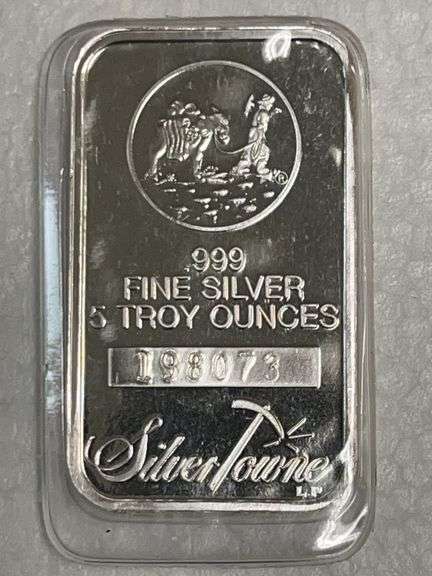 ®
.999
FINE SILVER
5 TROY OUNCES
198073
SilverTowne
L.P